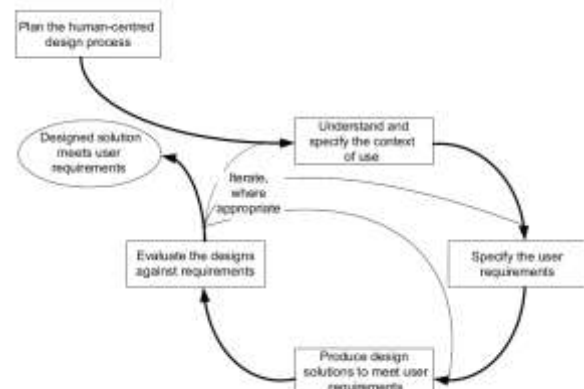 Plan the human-centred
design process
Designed solution
meets user
requirements
Understand and
specify the context
of use
Iterate,
where
appropriate
Evaluate the designs
against requirements
Specify the user
requirements
Produce design
solutions to meet user
requirements